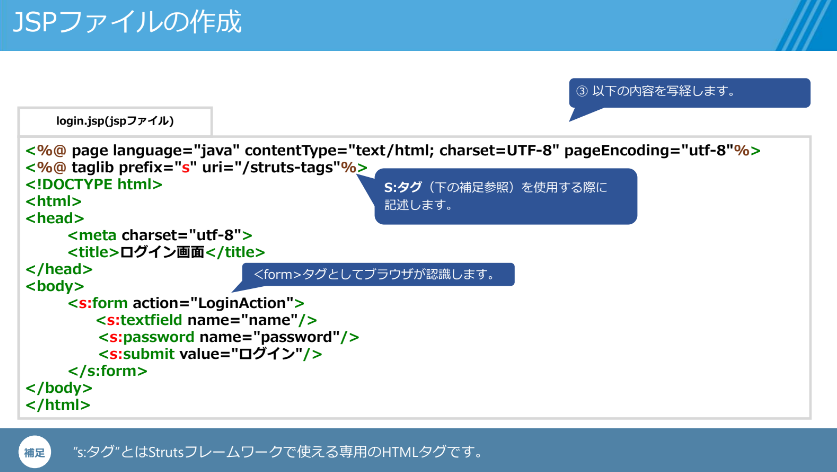 JSPファイルの作成
③ 以下の内容を写経します。
login.jsp(jspファイル)
<%@ page language="java" contentType="text/html; charset=UTF-8" pageEncoding="utf-8"%>
<%@ taglib prefix="s" uri="/struts-tags"%>
S:タグ（下の補足参照）を使用する際に
記述します。
<!DOCTYPE html>
<html>
<head>
<meta charset="utf-8">
<title>ログイン画面</title>
</head>
<form>タグとしてブラウザが認識します。
<body>
<s:form action="LoginAction">
<s:textfield name="name"/>
<s:password name="password"/>
<s:submit value="ログイン"/>
</s:form>
</body>
</html>
補足
"s:タグ"とはStrutsフレームワークで使える専用のHTMLタグです。